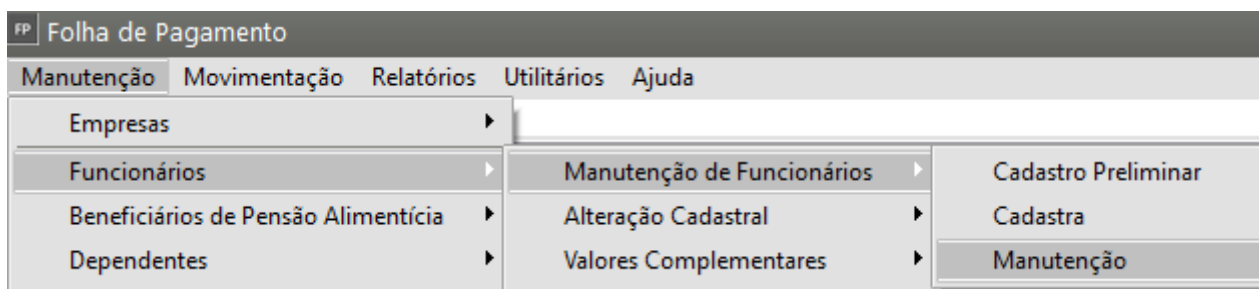 FP Folha de Pagamento
Manutenção Movimentação Relatórios Utilitários Ajuda
Empresas
Funcionários Manutenção de Funcionários Cadastro Preliminar
Beneficiários de Pensão Alimentícia Alteração Cadastral Cadastra
Dependentes Valores Complementares Manutenção